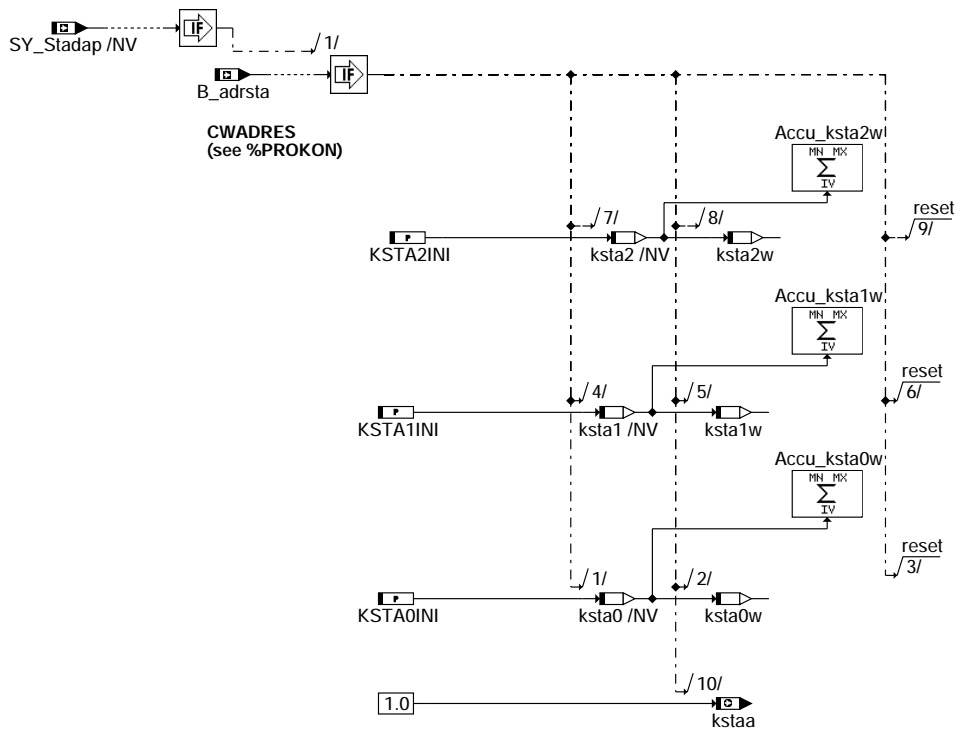 IF
1/
SY_Stadap /NV
IF
B_adrsta
CWADRES
(see %PROKON)
Accu_ksta2w
MN MX
Σ
IV
7/
8/
reset
9/
P
KSTA2INI
ksta2 /NV
ksta2w
Accu_ksta1w
MN MX
Σ
IV
reset
4/
5/
6/
P
KSTA1INI
ksta1 /NV
ksta1w
Accu_ksta0w
MN MX
Σ
IV
reset
1/
2/
3/
P
KSTA0INI
ksta0 /NV
ksta0w
10/
1.0
kstaa